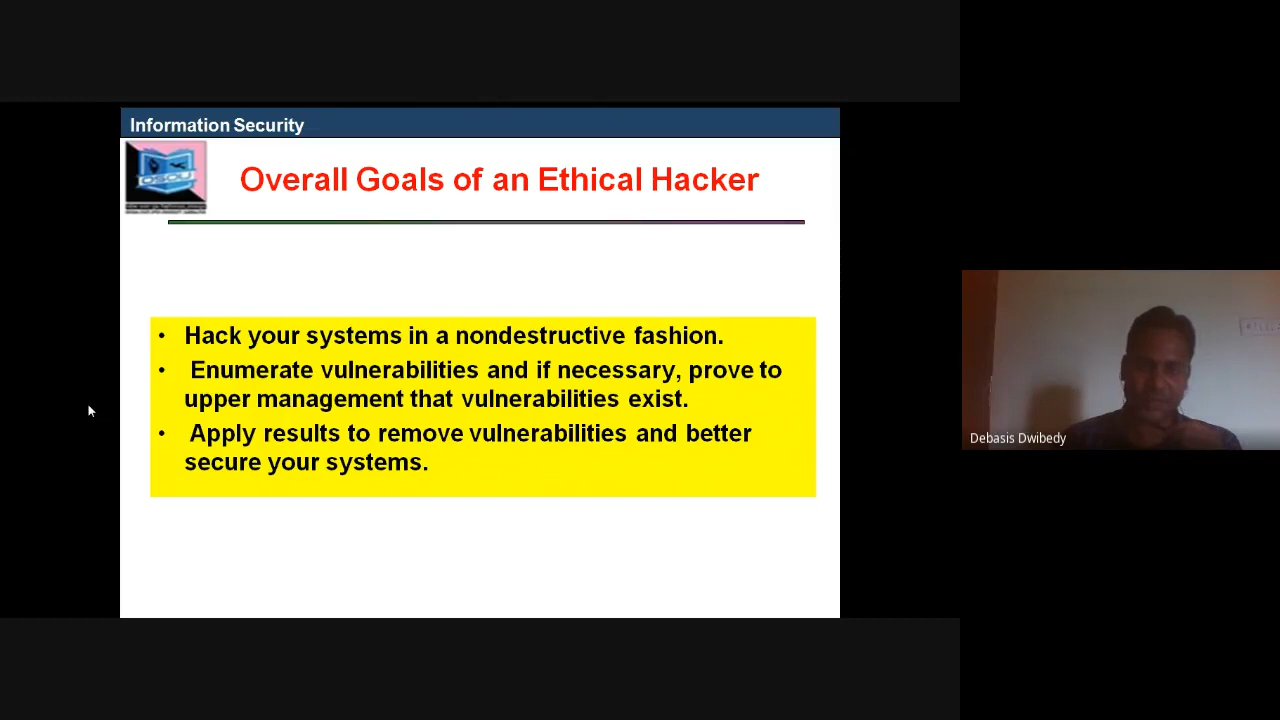 Information Security
OSOU
Overall Goals of an Ethical Hacker
• Hack your systems in a nondestructive fashion.
• Enumerate vulnerabilities and if necessary, prove to
upper management that vulnerabilities exist.
• Apply results to remove vulnerabilities and better
secure your systems.
Debasis Dwibedy